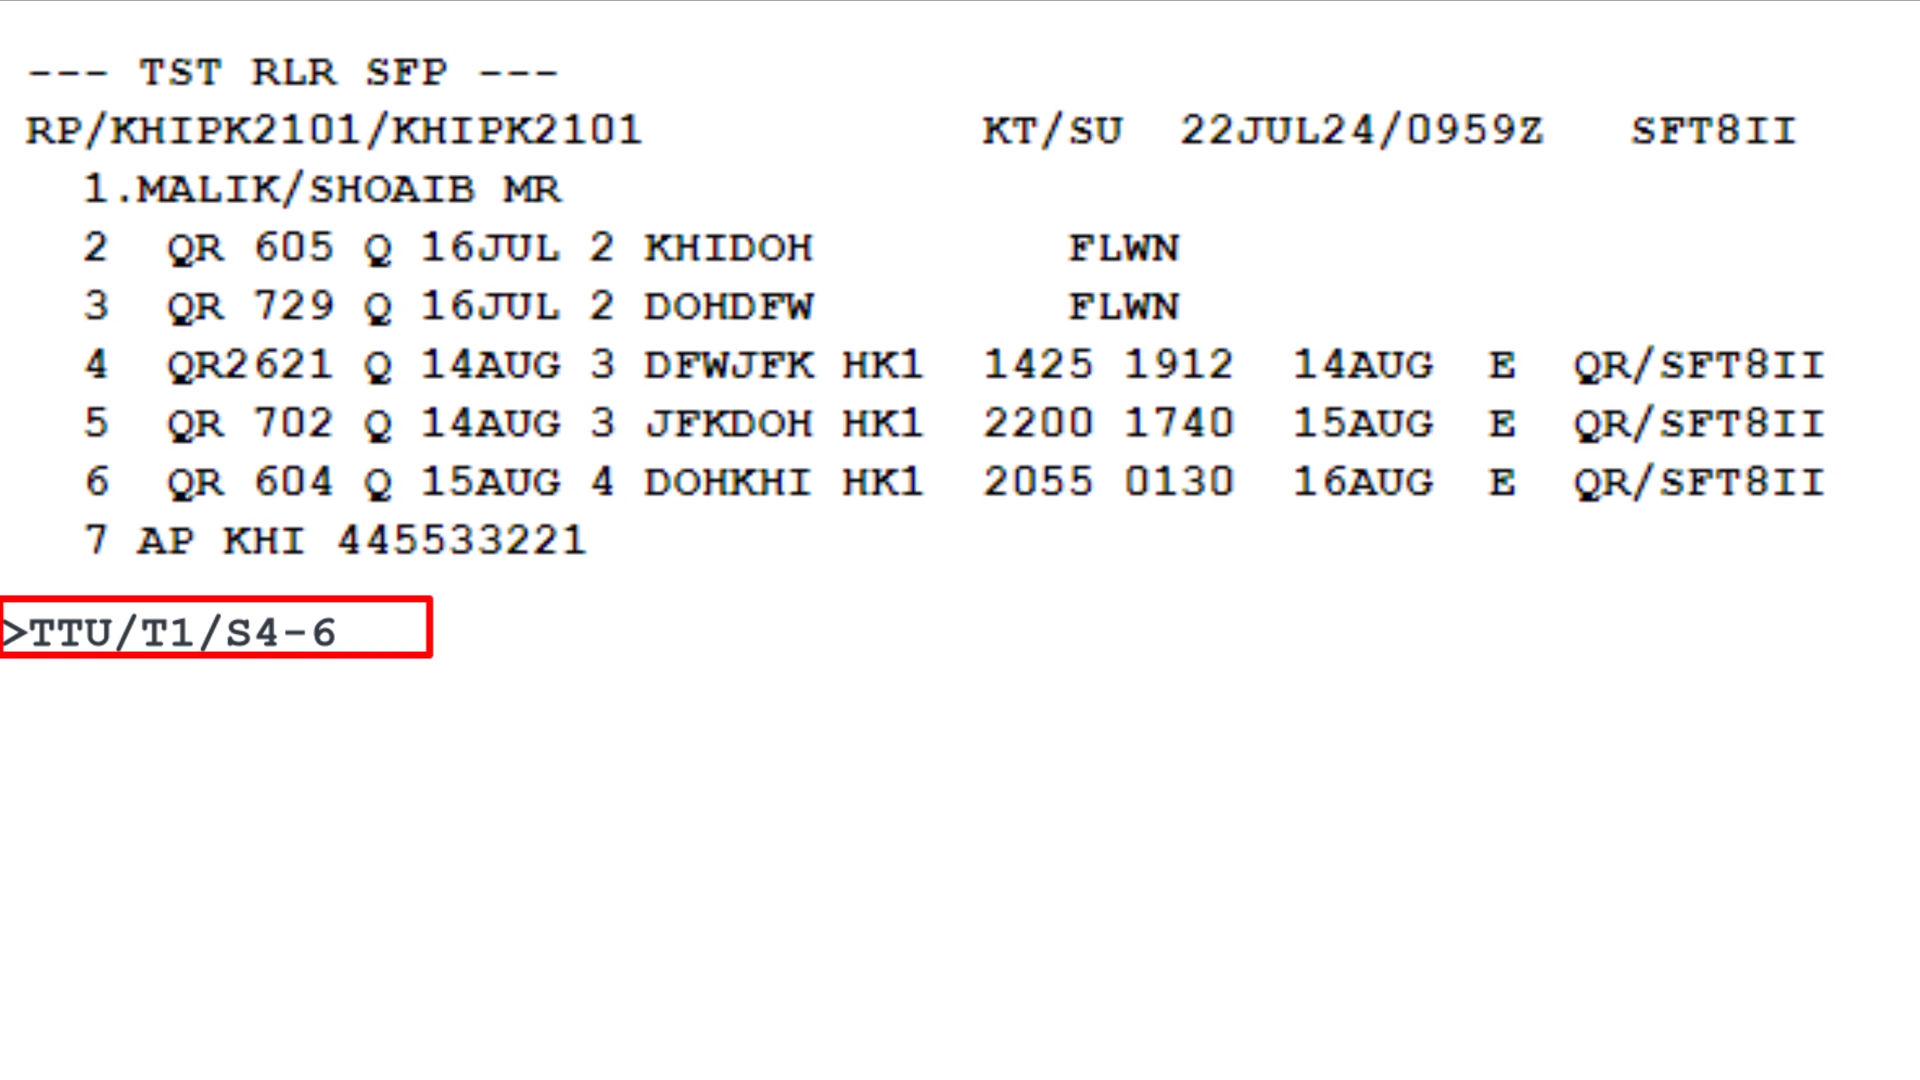 --- TST RLR SFP ---
RP/KHIPK2101/KHIPK2101 KT/SU 22JUL24/0959Z SFT8II
1.MALIK/SHOAIB MR
2 QR 605 Q 16JUL 2 KHIDOH FLWN
3 QR 729 Q 16JUL 2 DOHDFW FLWN
4 QR2621 Q 14AUG 3 DFWJFK HK1 1425 1912 14AUG E QR/SFT8II
5 QR 702 Q 14AUG 3 JFKDOH HK1 2200 1740 15AUG E QR/SFT8II
6 QR 604 Q 15AUG 4 DOHKHI HK1 2055 0130 16AUG E QR/SFT8II
7 AP KHI 445533221
>TTU/T1/S4-6